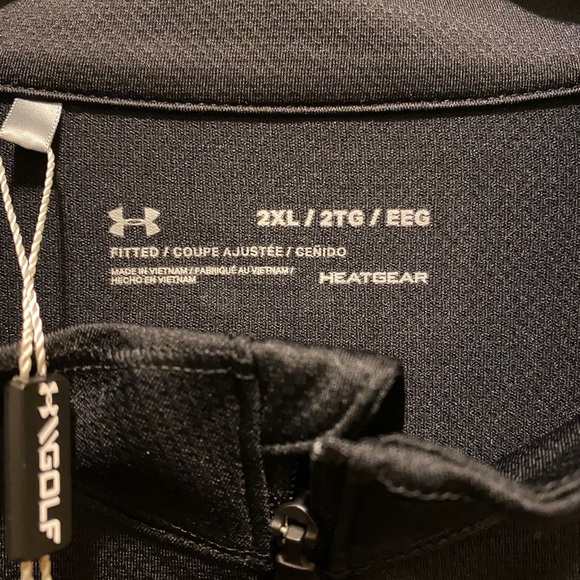 2XL / 2TG / EEG
FITTED / COUPE AJUSTÉE / CEÑIDO
MADE IN VIETNAM / FABRIQUÉ AU VIETNAM /
HECHO EN VIETNAM
HEATGEAR
GOLF